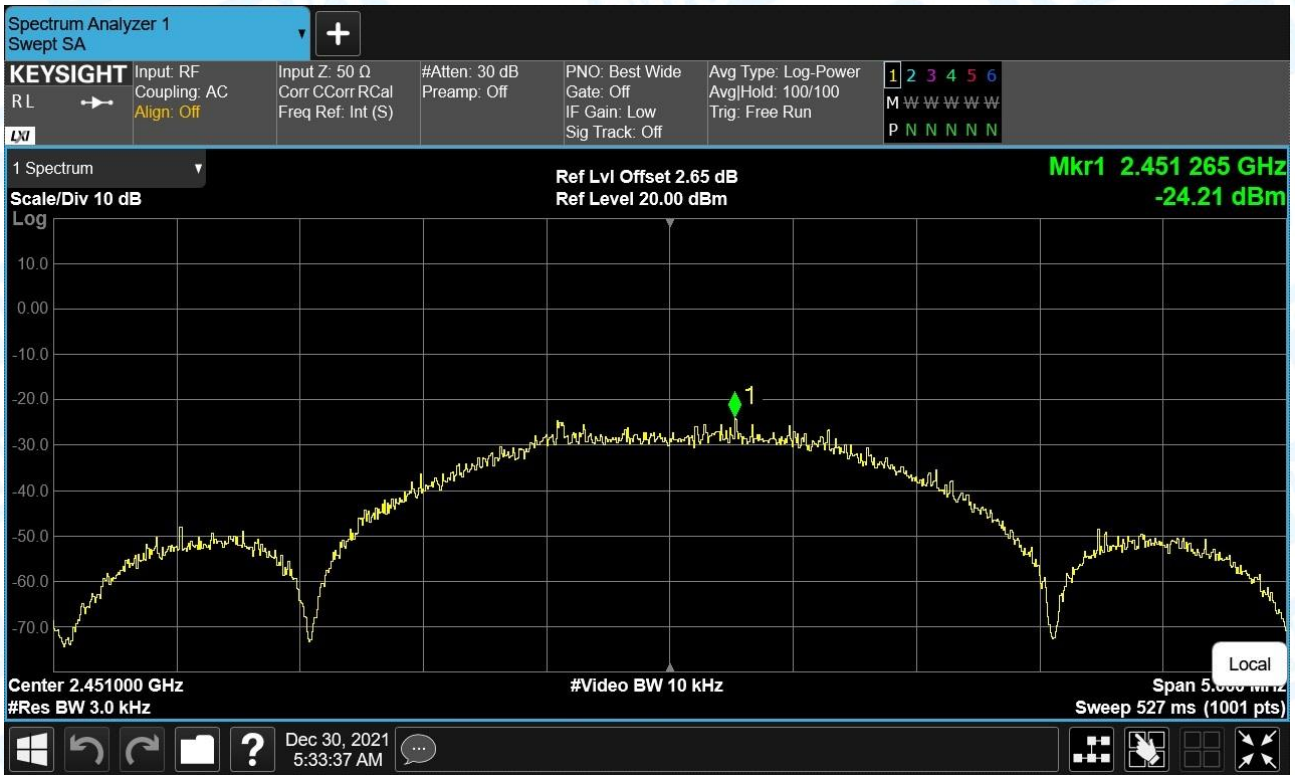 Spectrum Analyzer 1
Swept SA
+
KEYSIGHT
R L
LXI
Input: RF
Coupling: AC
Align: Off
Input Z: 50 Ω
Corr CCorr RCal
Freq Ref: Int (S)
#Atten: 30 dB
Preamp: Off
PNO: Best Wide
Gate: Off
IF Gain: Low
Sig Track: Off
Avg Type: Log-Power
Avg|Hold: 100/100
Trig: Free Run
1 2 3 4 5 6
M W W W W W
P N N N N N
1 Spectrum
Scale/Div 10 dB
Log
Ref Lvl Offset 2.65 dB
Ref Level 20.00 dBm
Mkr1 2.451 265 GHz
-24.21 dBm
10.0
0.00
-10.0
-20.0
-30.0
-40.0
-50.0
-60.0
-70.0
1
Local
Center 2.451000 GHz
#Video BW 10 kHz
Span
#Res BW 3.0 kHz
Sweep 527 ms (1001 pts)
?
Dec 30, 2021
5:33:37 AM